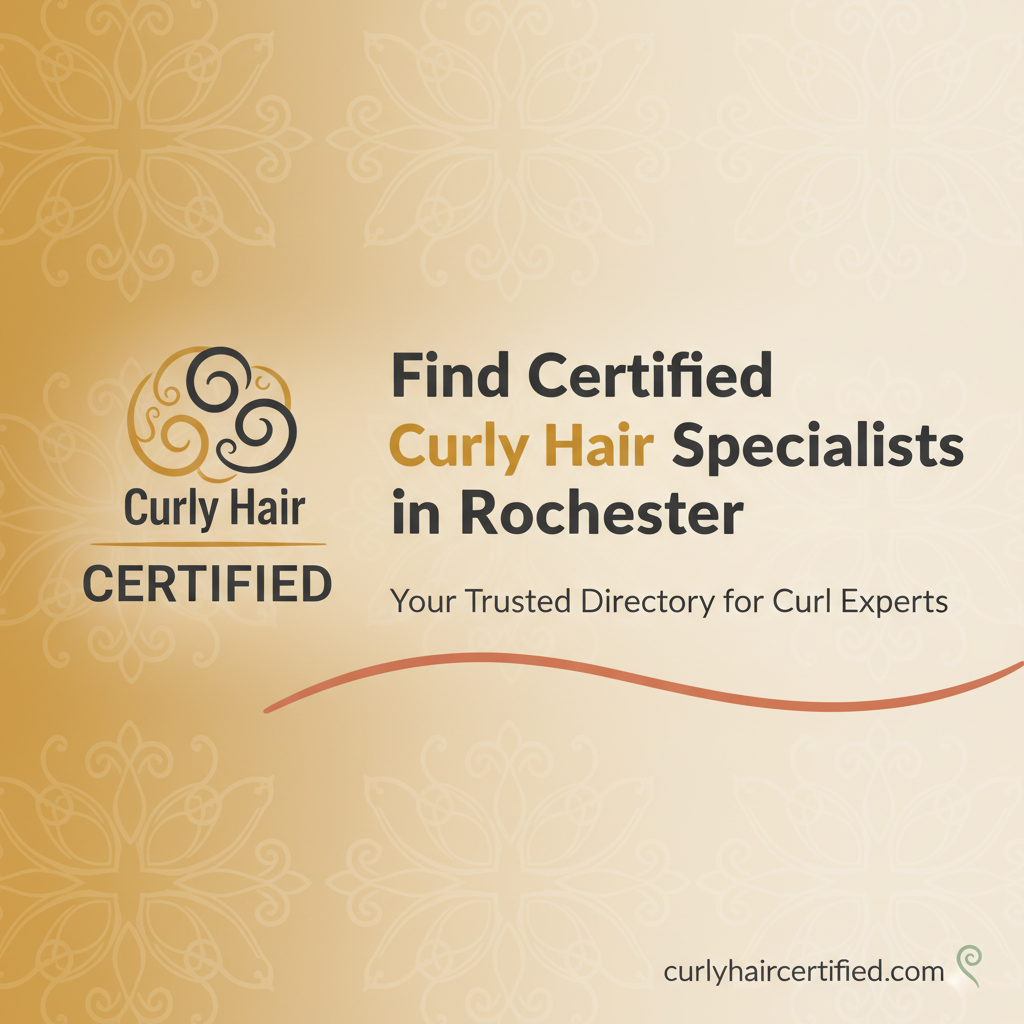 Curly Hair
CERTIFIED
Find Certified
Curly Hair Specialists
in Rochester
Your Trusted Directory for Curl Experts
curlyhaircertified.com